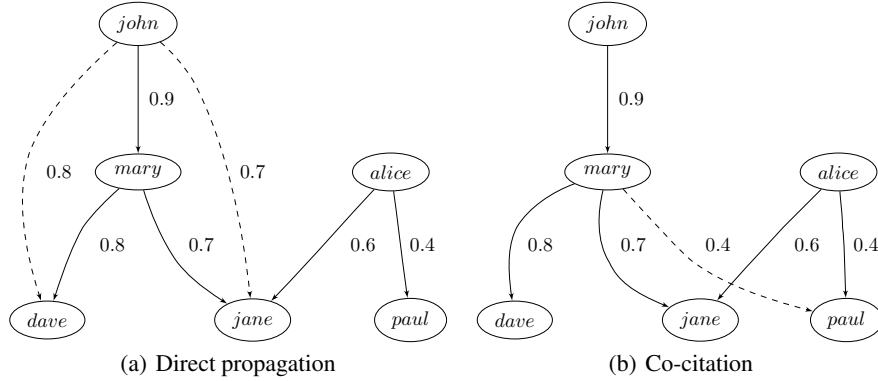 john
john
0.9
0.9
mary
alice
mary
alice
0.8
0.7
0.8
0.7
0.6
0.4
0.8
0.7
0.4
0.6
0.4
dave
jane
paul
dave
jane
paul
(a) Direct propagation
(b) Co-citation